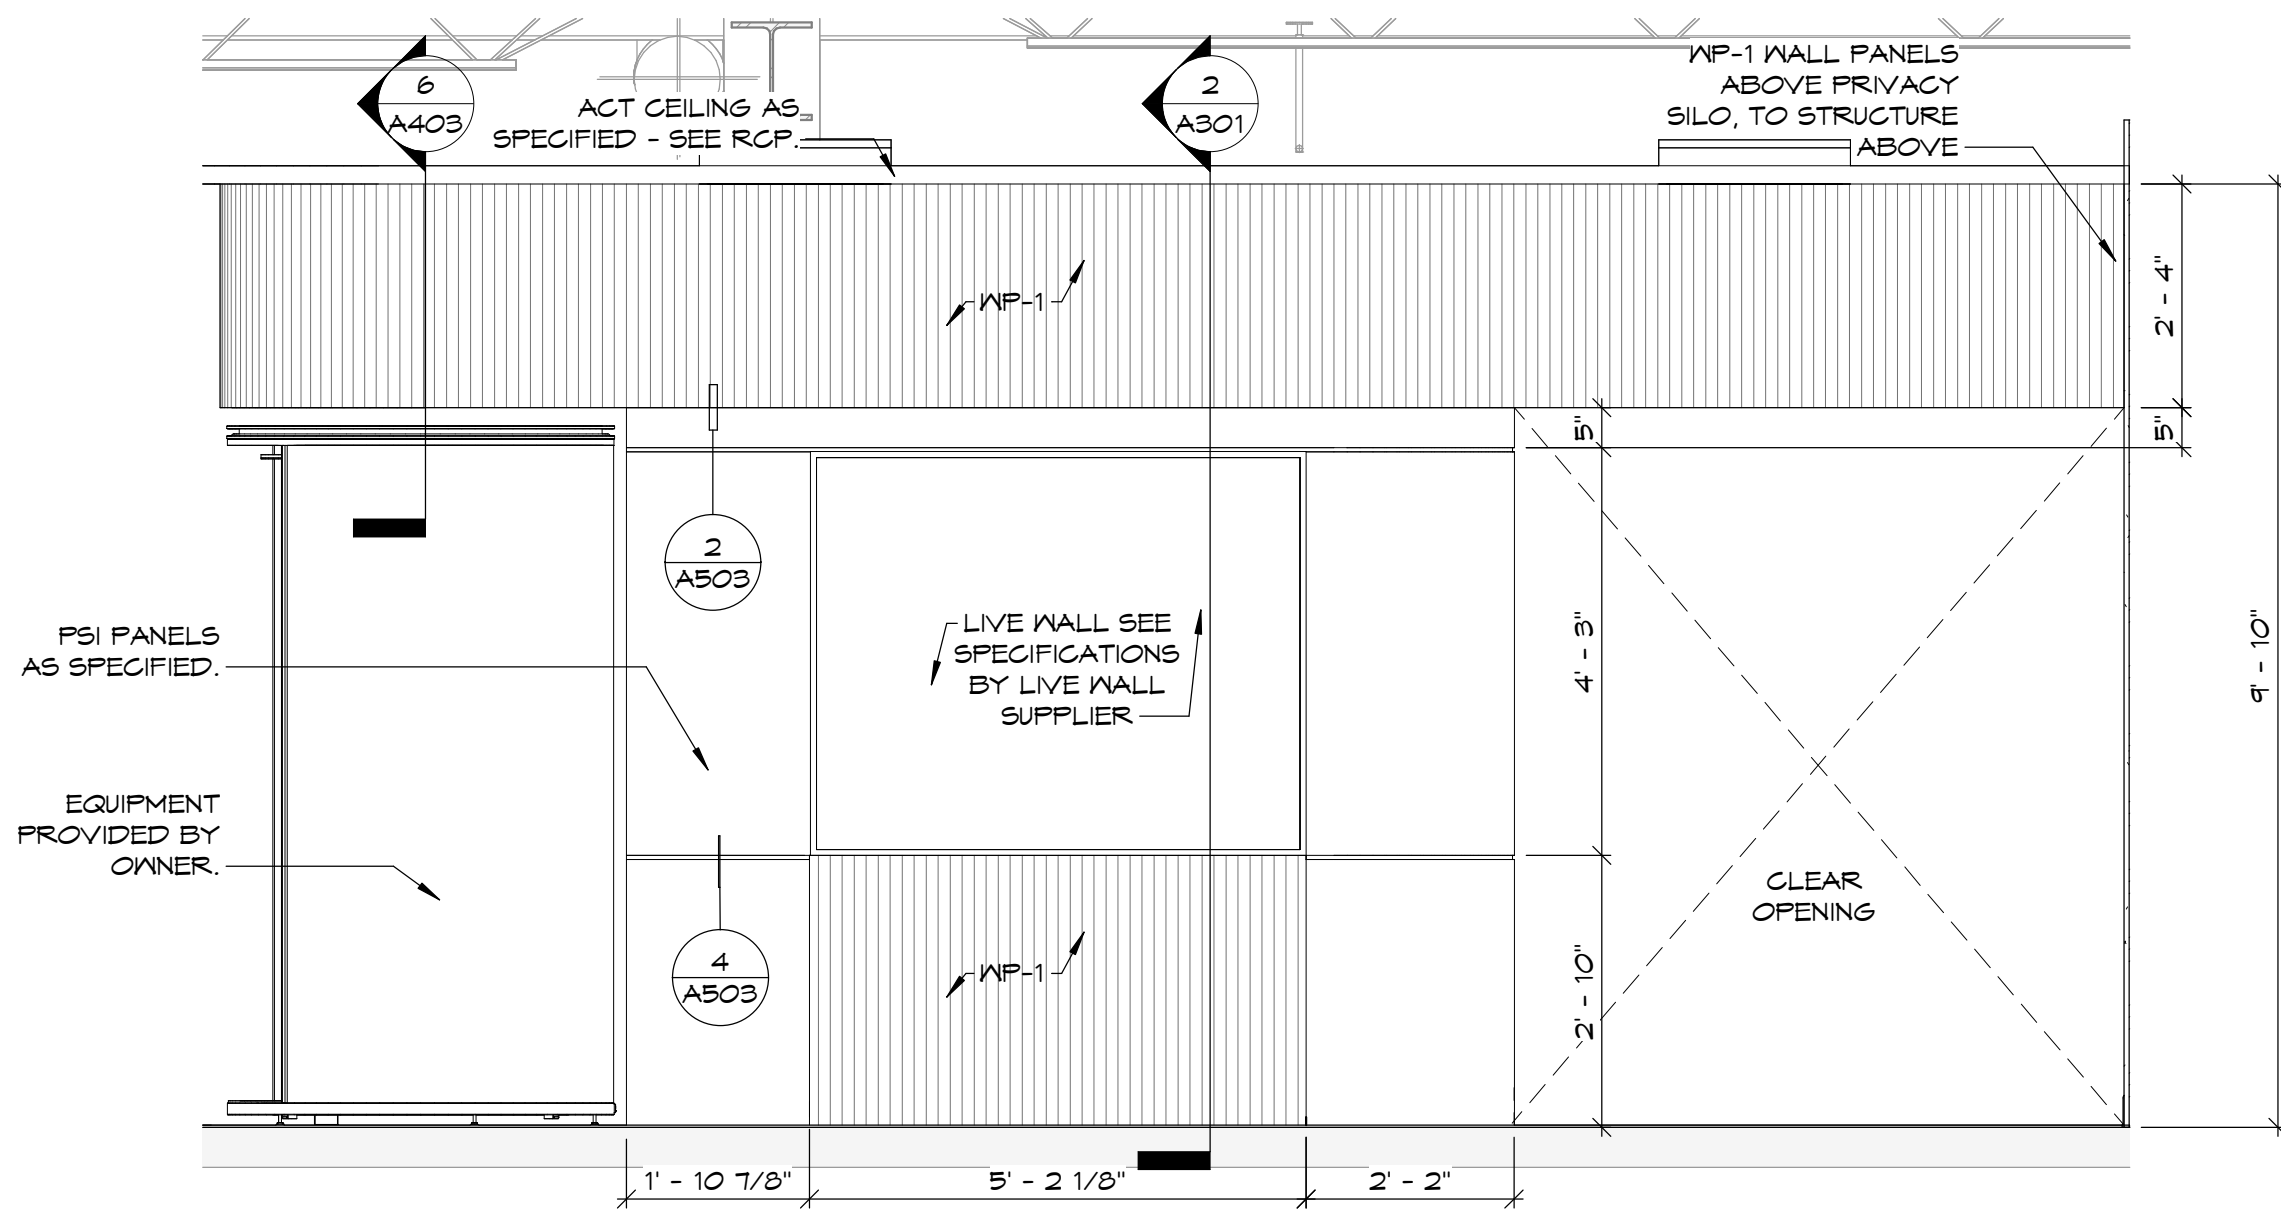 6
A403
ACT CEILING AS
SPECIFIED - SEE RCP.
2
A301
WP-1 WALL PANELS
ABOVE PRIVACY
SILO, TO STRUCTURE
ABOVE
WP-1
2' - 4"
5"
5"
9' - 10"
2
A503
PSI PANELS
AS SPECIFIED.
LIVE WALL SEE
SPECIFICATIONS
BY LIVE WALL
SUPPLIER
4' - 3"
EQUIPMENT
PROVIDED BY
OWNER.
CLEAR
OPENING
4
A503
WP-1
2' - 10"
1' - 10 7/8"
5' - 2 1/8"
2' - 2"